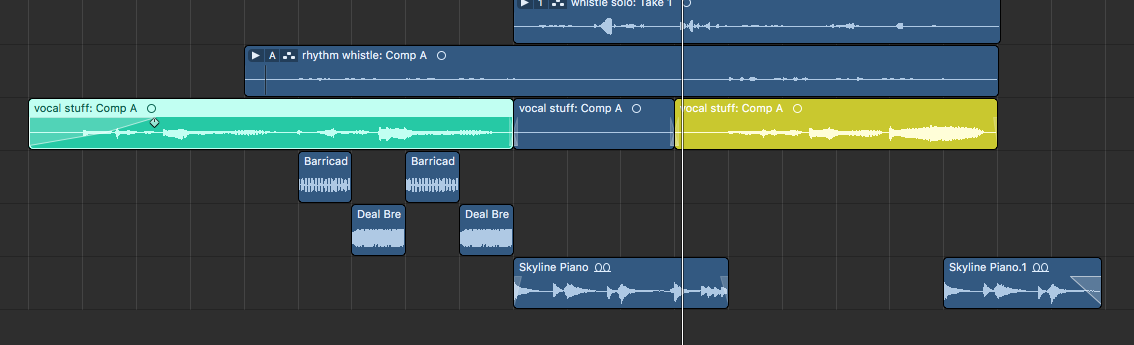 1 whistle solo: Take 1
A rhythm whistle: Comp A
vocal stuff: Comp A
vocal stuff: Comp A
vocal stuff: Comp A
Barricad
Barricad
Deal Bre
Deal Bre
Skyline Piano
Skyline Piano.1